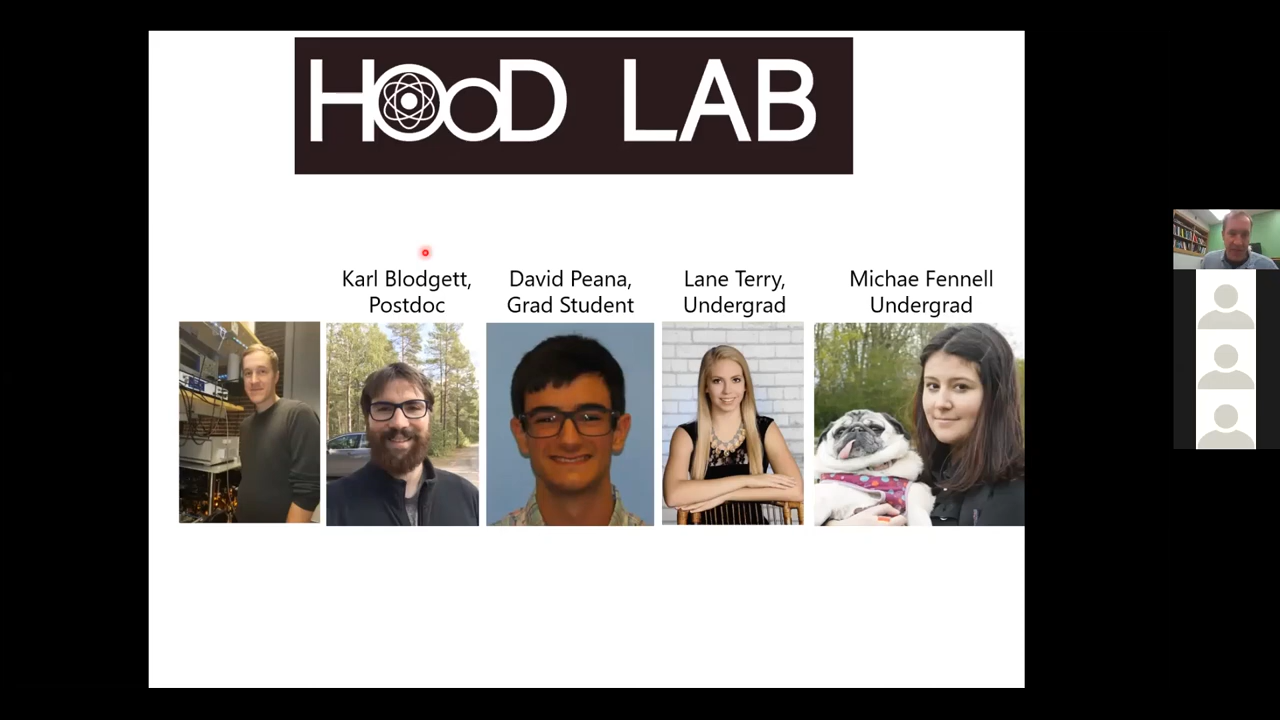 HOoD LAB
Karl Blodgett,
Postdoc
David Peana,
Grad Student
Lane Terry,
Undergrad
Michae Fennell
Undergrad